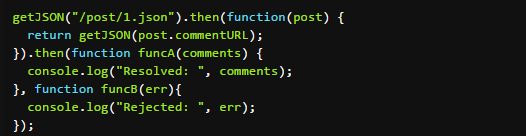 getJSON("/post/1.json").then(function(post) {
  return getJSON(post.commentURL);
}).then(function funcA(comments) {
  console.log("Resolved: ", comments);
}, function funcB(err){
  console.log("Rejected: ", err);
});